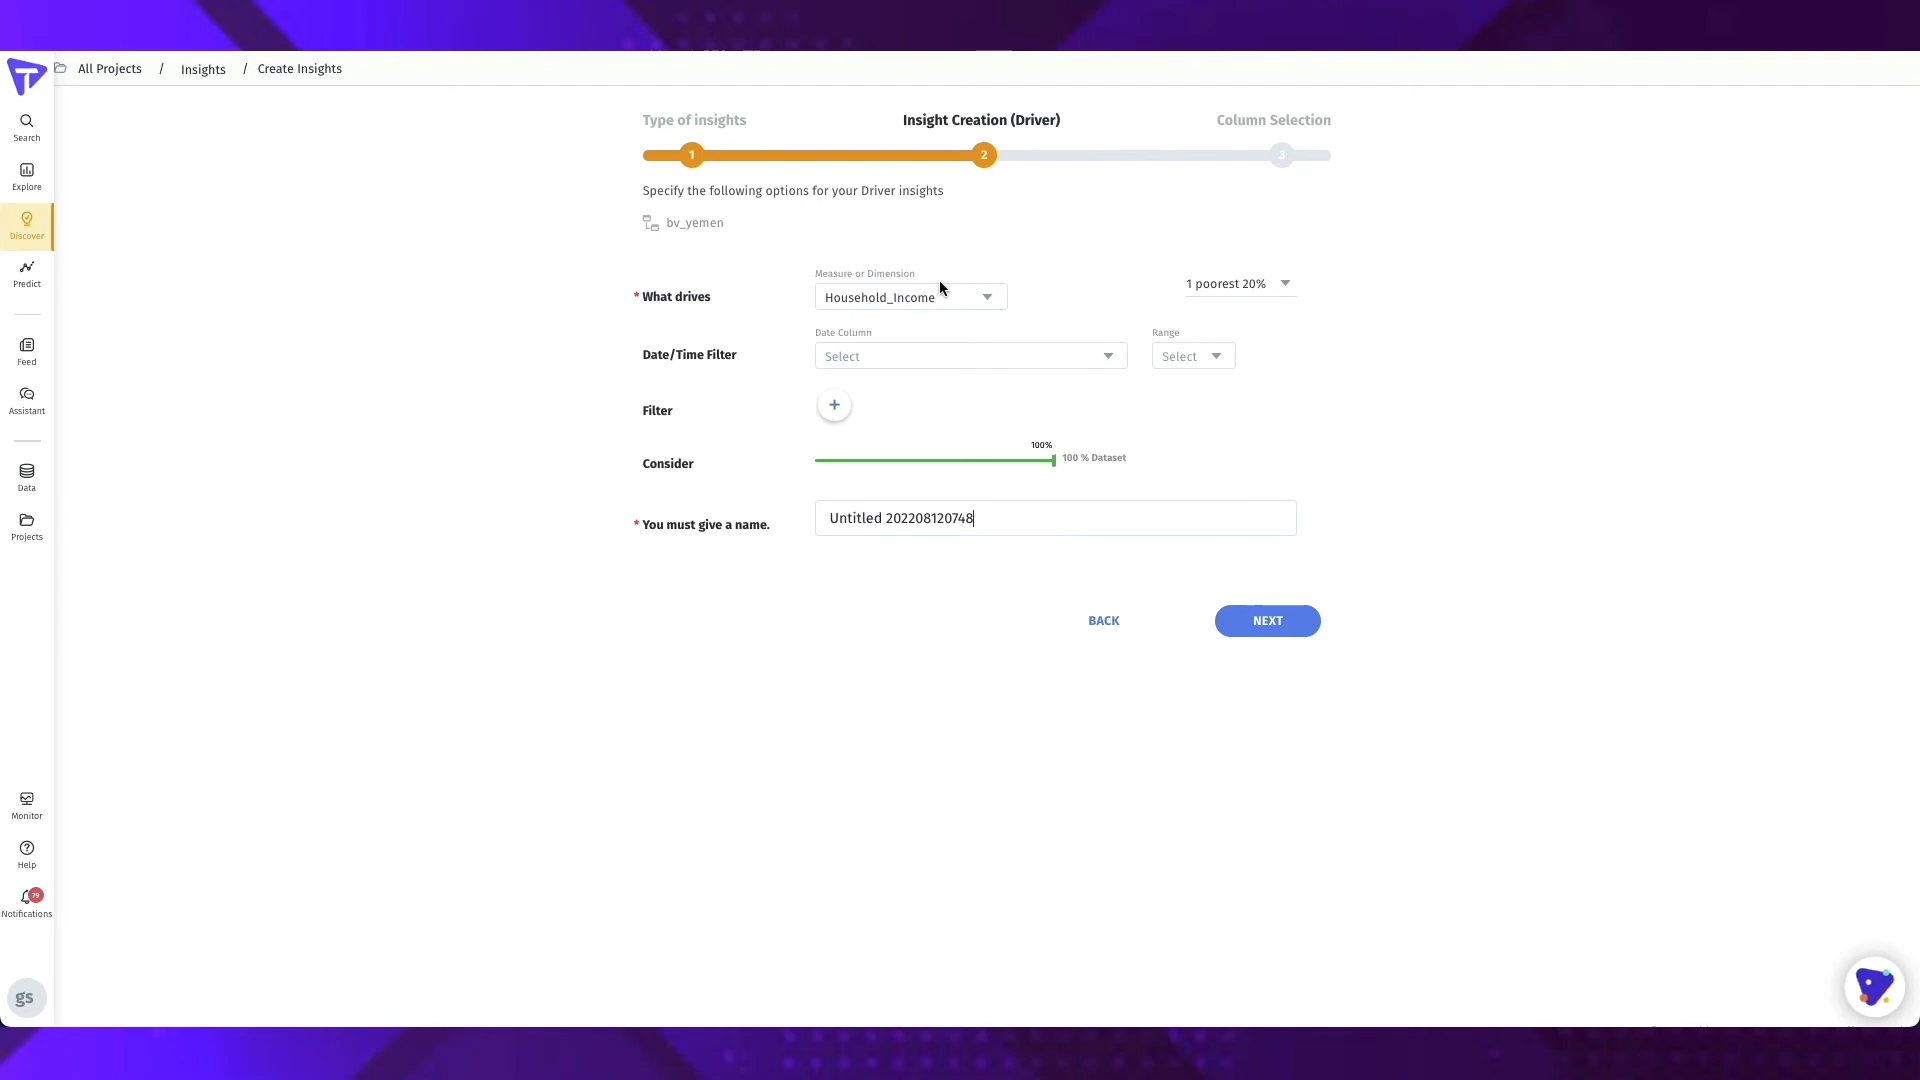 All Projects / Insights / Create Insights
Search
Explore
Discover
Predict
Feed
Assistant
Data
Projects
Monitor
Help
79
Notifications
gs
Type of insights Insight Creation (Driver) Column Selection
1 2 3
Specify the following options for your Driver insights
bv_yemen
Measure or Dimension
* What drives Household_Income 1 poorest 20%
Date Column Range
Date/Time Filter Select Select
Filter +
100%
Consider 100 % Dataset
* You must give a name. Untitled 202208120748
BACK NEXT